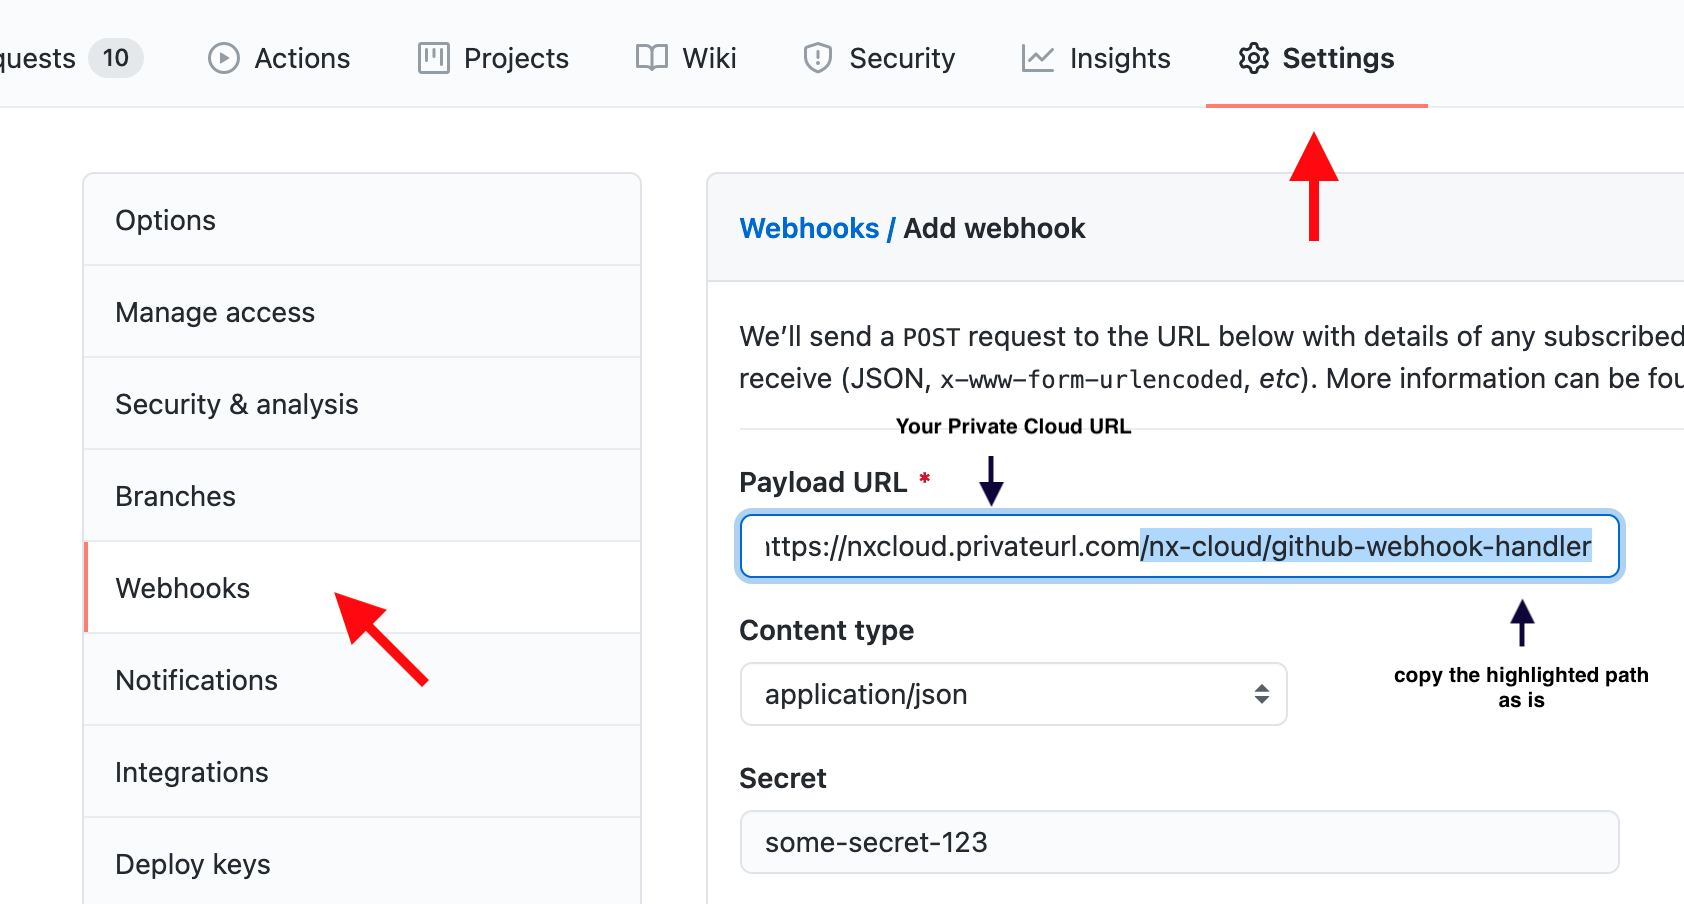 quests 10 Actions Projects Wiki Security Insights Settings
Options
Manage access
Security & analysis
Branches
Webhooks
Notifications
Integrations
Deploy keys
Webhooks / Add webhook
We’ll send a POST request to the URL below with details of any subscribed
receive (JSON, x-www-form-urlencoded, etc). More information can be fou
Your Private Cloud URL
Payload URL *
ttps://nxcloud.privateurl.com/nx-cloud/github-webhook-handler
Content type
application/json
copy the highlighted path
as is
Secret
some-secret-123